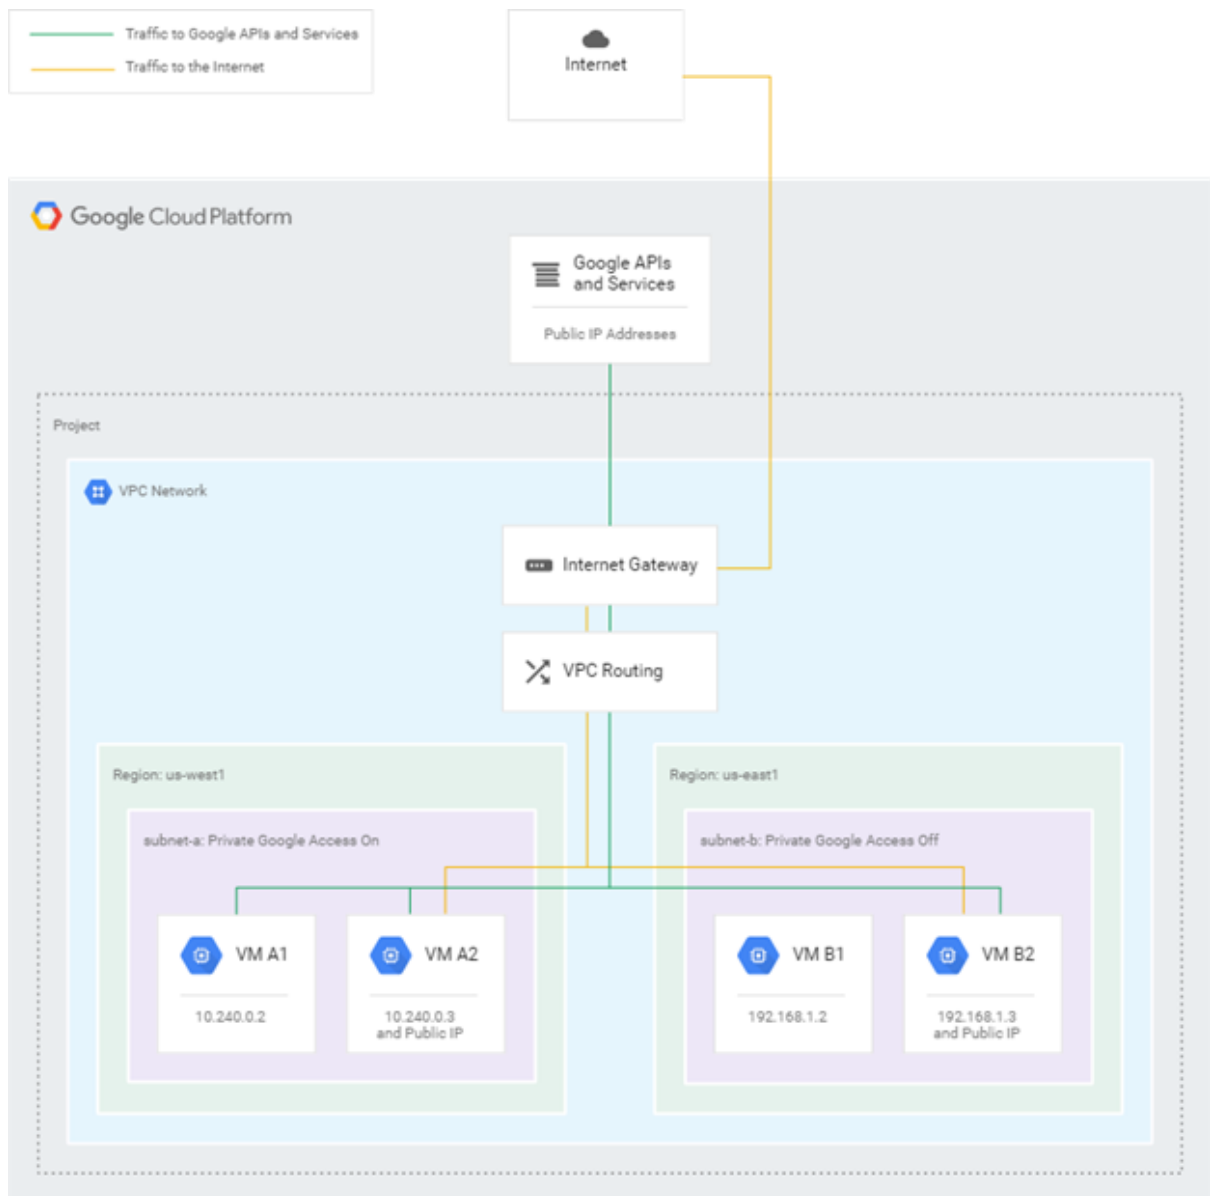 Traffic to Google APIs and Services
Traffic to the Internet
Internet
Google Cloud Platform
Google APIs
and Services
Public IP Addresses
Project
VPC Network
Internet Gateway
VPC Routing
Region: us-west1
subnet-a: Private Google Access On
VM A1
10.240.0.2
VM A2
10.240.0.3
and Public IP
Region: us-east1
subnet-b: Private Google Access Off
VM B1
192.168.1.2
VM B2
192.168.1.3
and Public IP